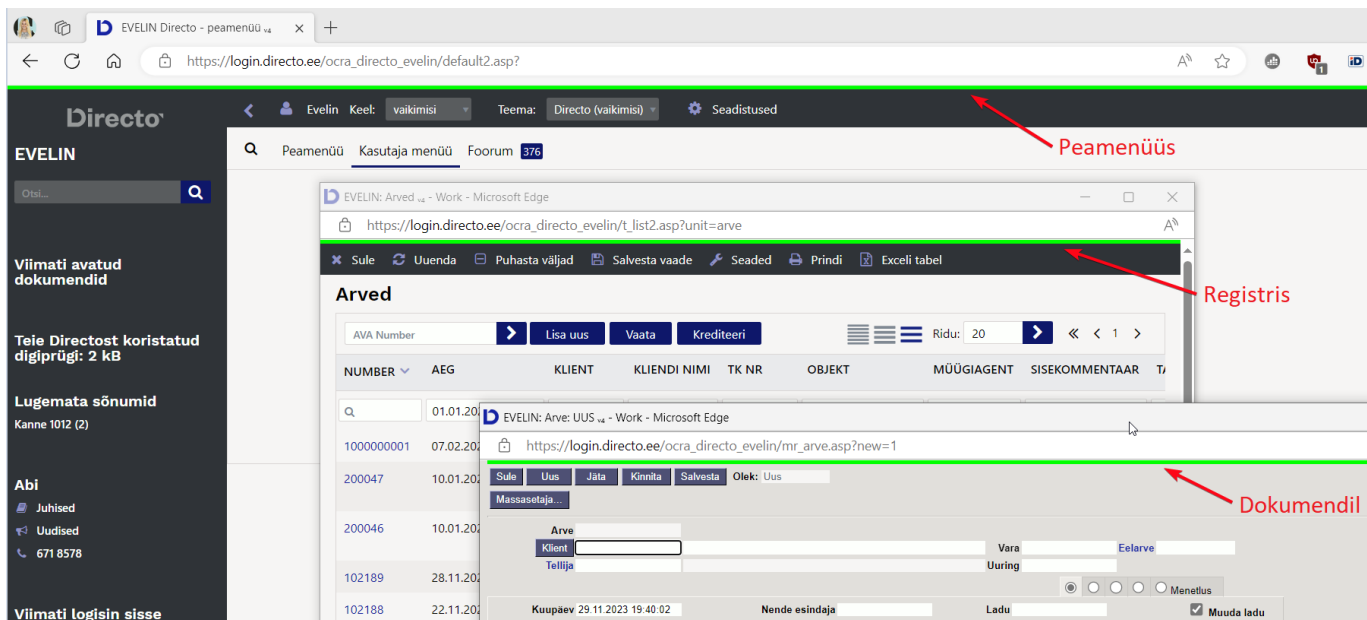 EVELIN Directo - peamenüü v4
https://login.directo.ee/ocra_directo_evelin/default2.asp?
1
iD
Directo
Evelin Keel: vaikimisi Teema: Directo (vaikimisi) Seadistused
Peamenüüs
EVELIN
Peamenüü Kasutaja menüü Foorum 376
Otsi...
EVELIN: Arved v4 - Work - Microsoft Edge
https://login.directo.ee/ocra_directo_evelin/t_list2.asp?unit=arve
Sule Uuenda Puhasta väljad Salvesta vaade Seaded Prindi Exceli tabel
Registris
Viimati avatud
dokumendid
Arved
AVA Number Lisa uus Vaata Krediteeri Ridu: 20 1
Teie Directost koristatud
digiprügi: 2 kB
NUMBER AEG KLIENT KLIENDI NIMI TK NR OBJEKT MÜÜGIAGENT SISEKOMMENTAAR
Lugemata sõnumid
Kanne 1012 (2)
01.01.20
EVELIN: Arve: UUS v4 - Work - Microsoft Edge
https://login.directo.ee/ocra_directo_evelin/mr_arve.asp?new=1
1000000001 07.02.202
200047 10.01.202
Sule Uus Jäta Kinnita Salvesta Olek: Uus
Massasetaja...
Dokumendil
Abi
Juhised
Uudised
671 8578
200046 10.01.202
Arve
Klient Vara Eelarve
Tellija Uuring
102189 28.11.202
Menetlus
102188 22.11.202
Kuupäev 29.11.2023 19:40:02 Nende esindaja Ladu Muuda ladu
Viimati logisin sisse